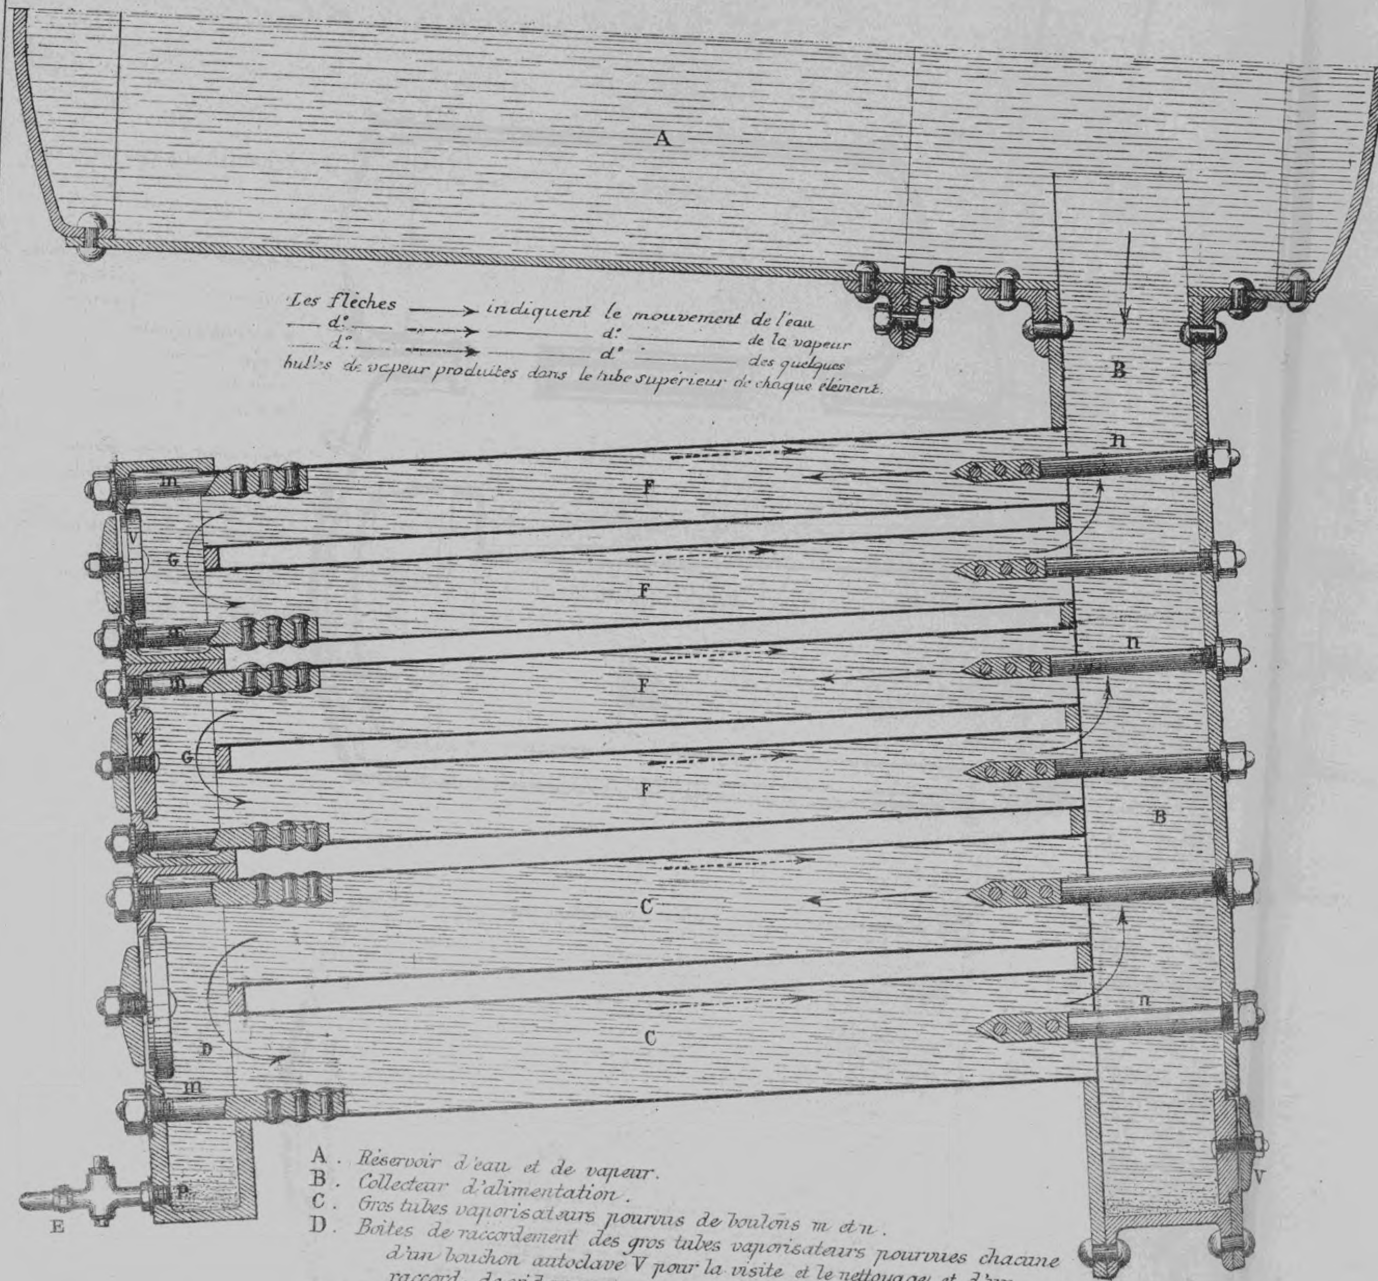 A
Les flèches ⟶ indiquent le mouvement de l'eau
d° d° de la vapeur
d° d° des quelques
bulles de vapeur produites dans le tube supérieur de chaque élément.
B
n
m
F
V
G
F
m
n
m
F
V
G
F
B
C
n
C
D
m
P
E
V
A. Réservoir d'eau et de vapeur.
B. Collecteur d'alimentation.
C. Gros tubes vaporisateurs pourvus de boulons m et n.
D. Boîtes de raccordement des gros tubes vaporisateurs pourvues chacune
d'un bouchon autoclave V pour la visite et le nettoyage et d'un
raccord